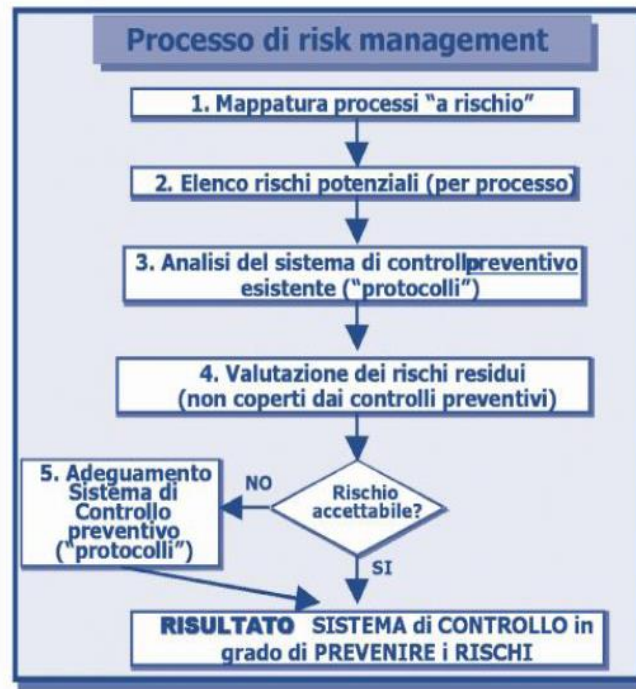 Processo di risk management
1. Mappatura processi “a rischio”
2. Elenco rischi potenziali (per processo)
3. Analisi del sistema di controllo preventivo
esistente (“protocolli”)
4. Valutazione dei rischi residui
(non coperti dai controlli preventivi)
5. Adeguamento
Sistema di
Controllo
preventivo
(“protocolli”)
NO
Rischio
accettabile?
SI
RISULTATO SISTEMA di CONTROLLO in
grado di PREVENIRE i RISCHI